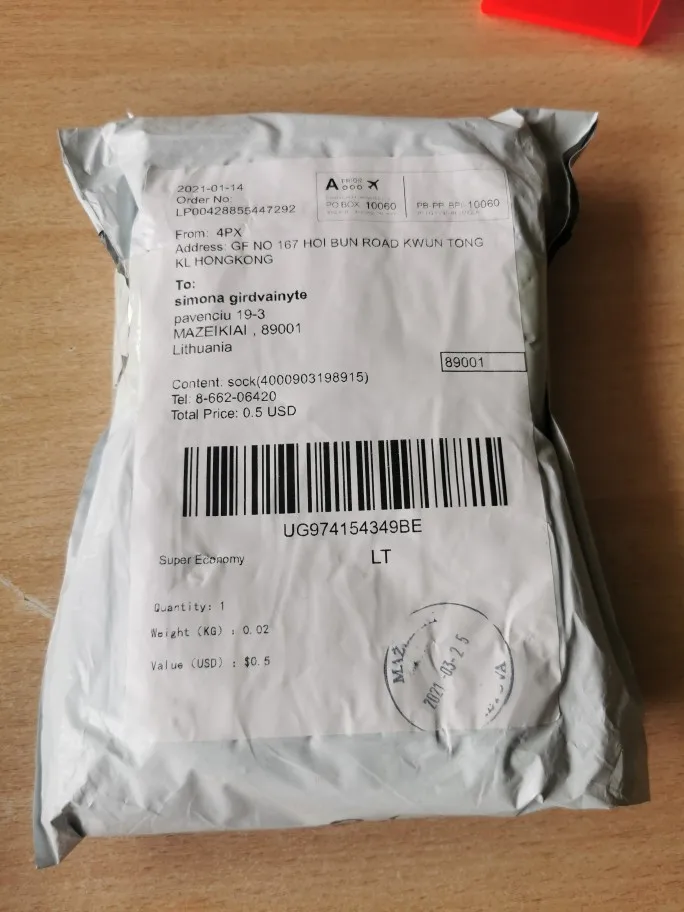 2021-01-14
Order No:
LP00428855447292
A PRIOR
PO BOX 10060
PB-PP BPI- 10060
From: 4PX
Address: GF NO 167 HOI BUN ROAD KWUN TONG
KL HONGKONG
To:
simona girdvainyte
pavenciu 19-3
MAZEIKIAI , 89001
Lithuania
89001
Content: sock(4000903198915)
Tel: 8-662-06420
Total Price: 0.5 USD
UG974154349BE
Super Economy
LT
Quantity: 1
Weight (KG) : 0.02
Value (USD) : $0.5
MAŽ
2021-03-25